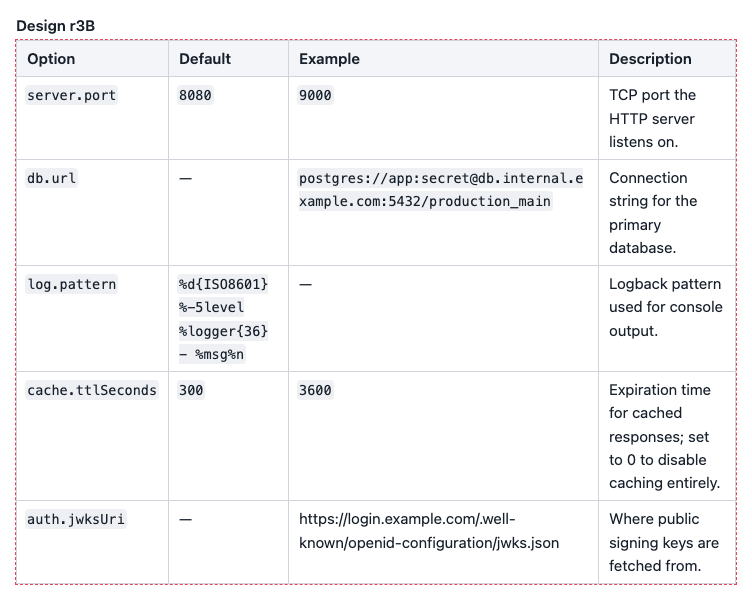 Design r3B
Option Default Example Description
server.port 8080 9000 TCP port the
HTTP server
listens on.
db.url — postgres://app:secret@db.internal.e Connection
xample.com:5432/production_main string for the
primary
database.
log.pattern %d{ISO8601} — Logback pattern
%-5level used for console
%logger{36} output.
- %msg%n
cache.ttlSeconds 300 3600 Expiration time
for cached
responses; set
to 0 to disable
caching entirely.
auth.jwksUri — https://login.example.com/.well- Where public
known/openid-configuration/jwks.json signing keys are
fetched from.